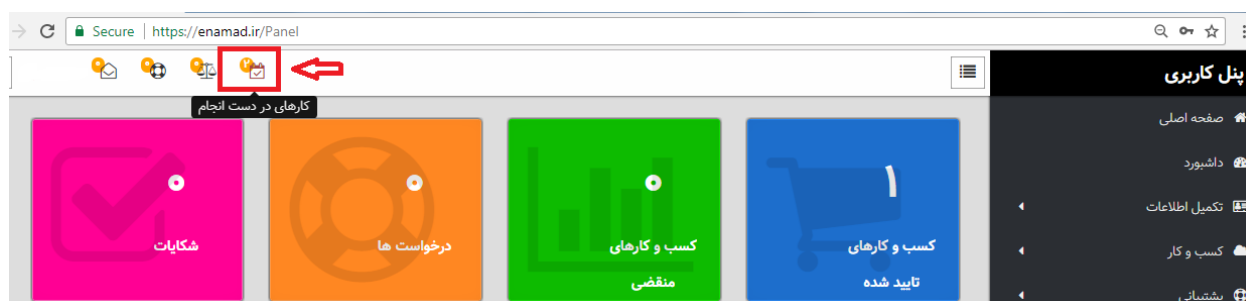 Secure | https://enamad.ir/Panel
پنل کاربری
کارهای در دست انجام
صفحه اصلی
داشبورد
تکمیل اطلاعات
کسب و کار
پشتیبانی
۱
کسب و کارهای
تایید شده
۰
کسب و کارهای
منقضی
۰
درخواست ها
۰
شکایات